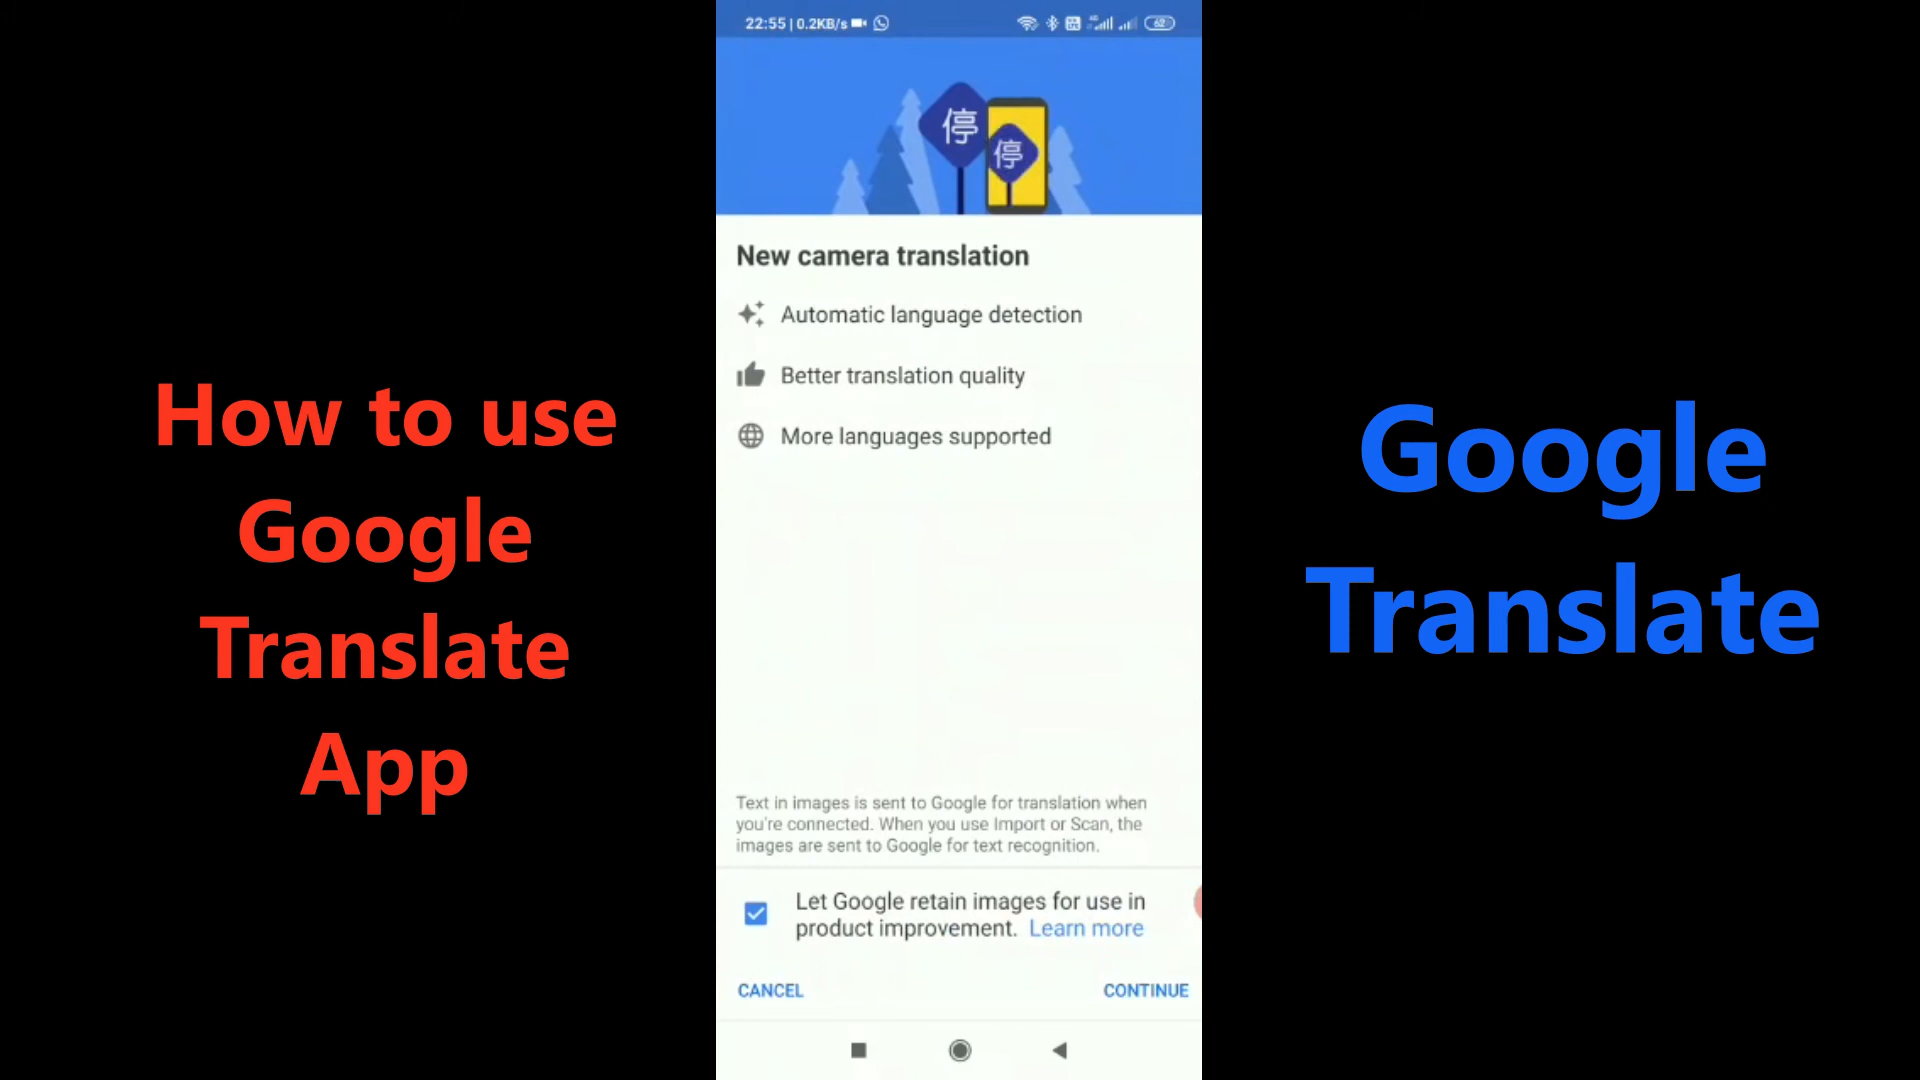 22:55 | 0.2KB/s
62
停
停
New camera translation
Automatic language detection
Better translation quality
More languages supported
Text in images is sent to Google for translation when
you're connected. When you use Import or Scan, the
images are sent to Google for text recognition.
Let Google retain images for use in
product improvement. Learn more
CANCEL
CONTINUE
How to use
Google
Translate
App
Google
Translate